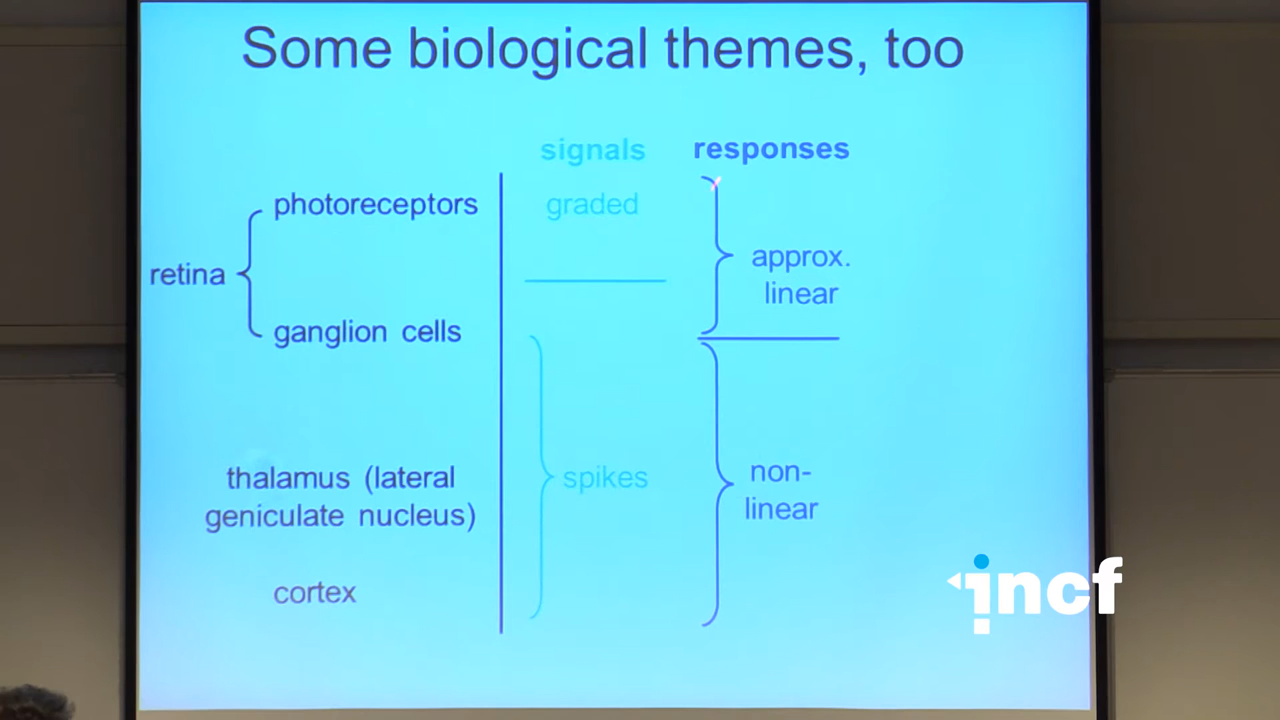 Some biological themes, too
signals
responses
photoreceptors
graded
retina
approx.
linear
ganglion cells
thalamus (lateral
geniculate nucleus)
spikes
non-
linear
cortex
incf